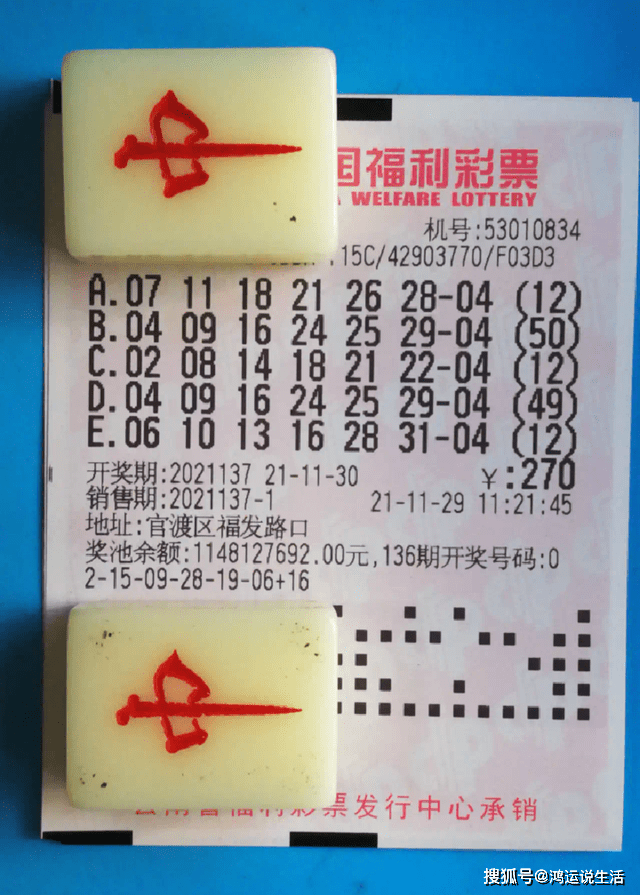 中
国福利彩票
WELFARE LOTTERY
机号:53010834
15C/42903770/F03D3
A.07 11 18 21 26 28-04 (12)
B.04 09 16 24 25 29-04 (50)
C.02 08 14 18 21 22-04 (12)
D.04 09 16 24 25 29-04 (49)
E.06 10 13 16 28 31-04 (12)
开奖期:2021137 21-11-30 ¥:270
销售期:2021137-1 21-11-29 11:21:45
地址:官渡区福发路口
奖池余额:1148127692.00元,136期开奖号码:0
2-15-09-28-19-06+16
中
云南省福利彩票发行中心承销
搜狐号@鸿运说生活